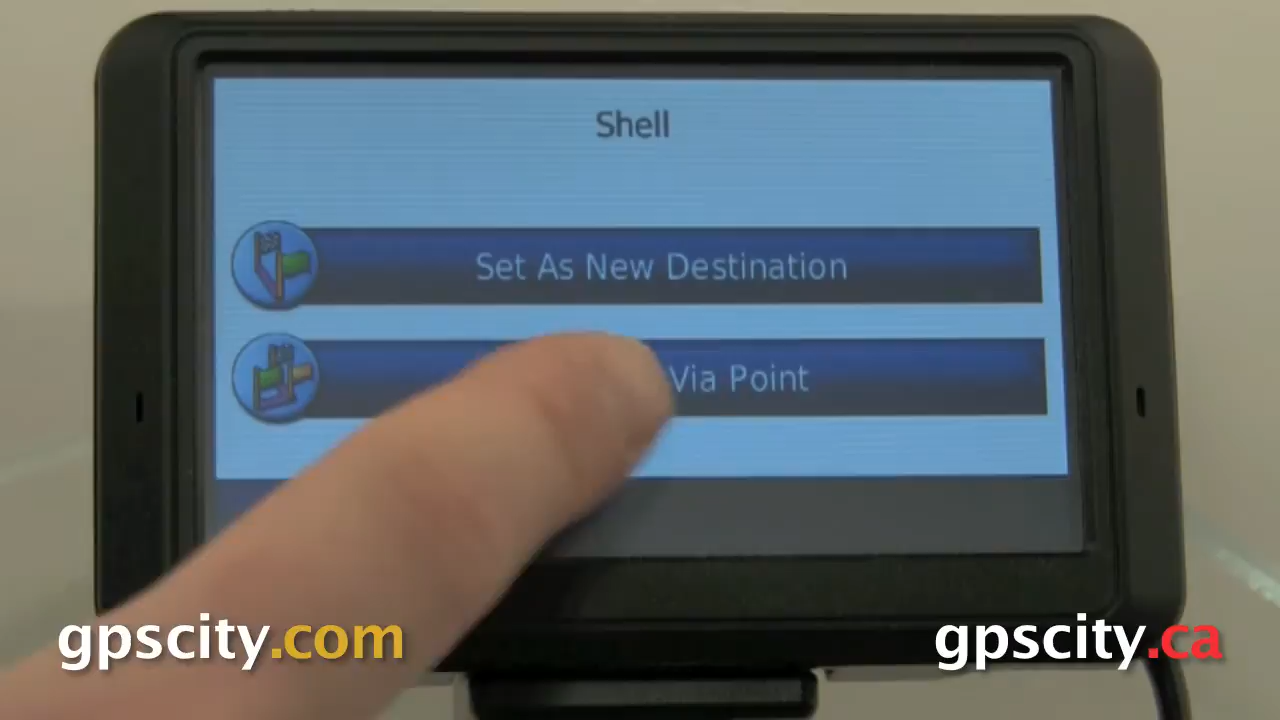 Shell
Set As New Destination
Via Point
gpscity.com
gpscity.ca